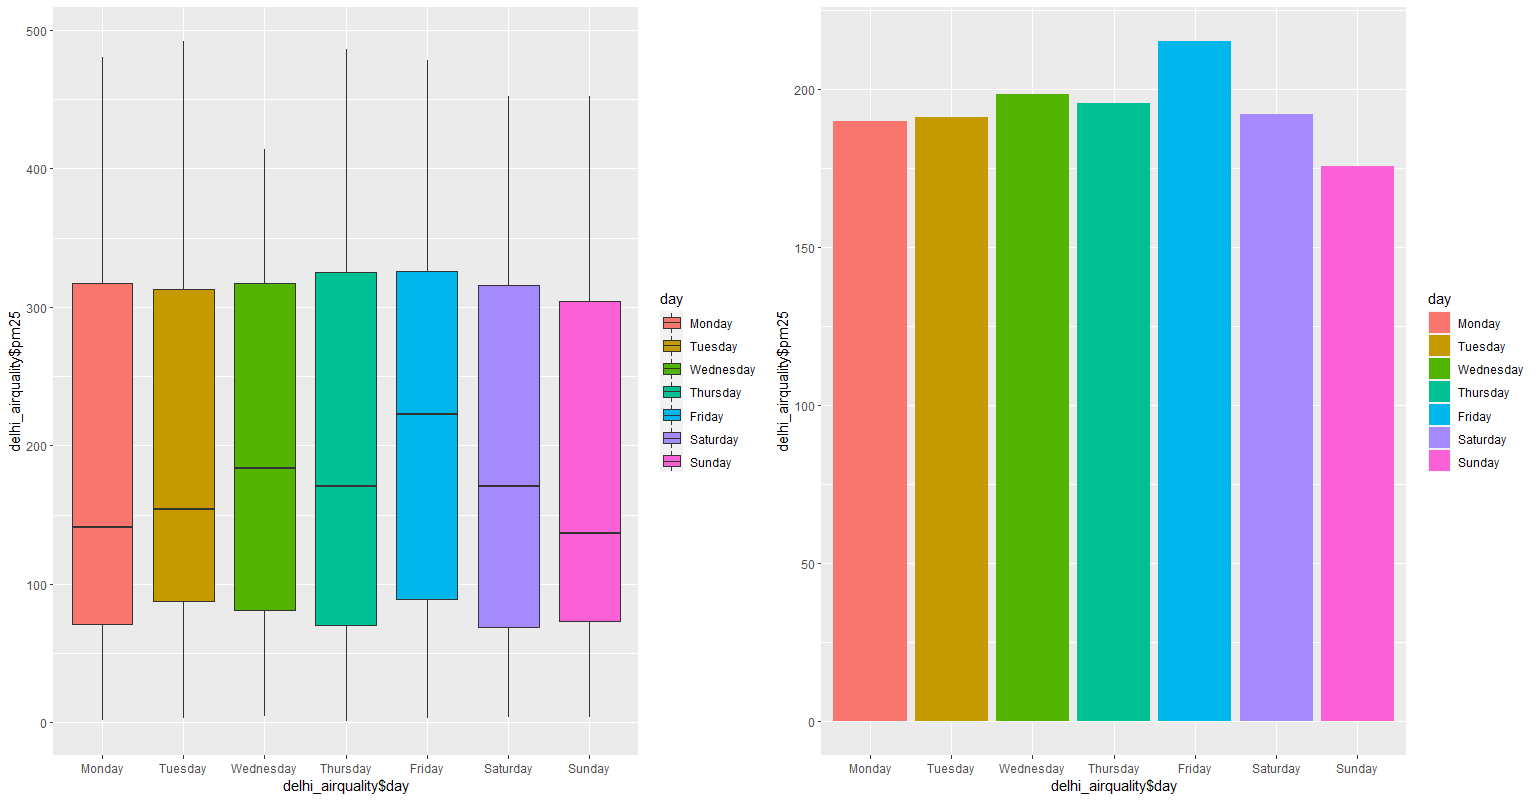 500
400
300
200
100
0
delhi_airquality$pm25
Monday Tuesday Wednesday Thursday Friday Saturday Sunday
delhi_airquality$day
day
Monday
Tuesday
Wednesday
Thursday
Friday
Saturday
Sunday
200
150
100
50
0
delhi_airquality$pm25
Monday Tuesday Wednesday Thursday Friday Saturday Sunday
delhi_airquality$day
day
Monday
Tuesday
Wednesday
Thursday
Friday
Saturday
Sunday